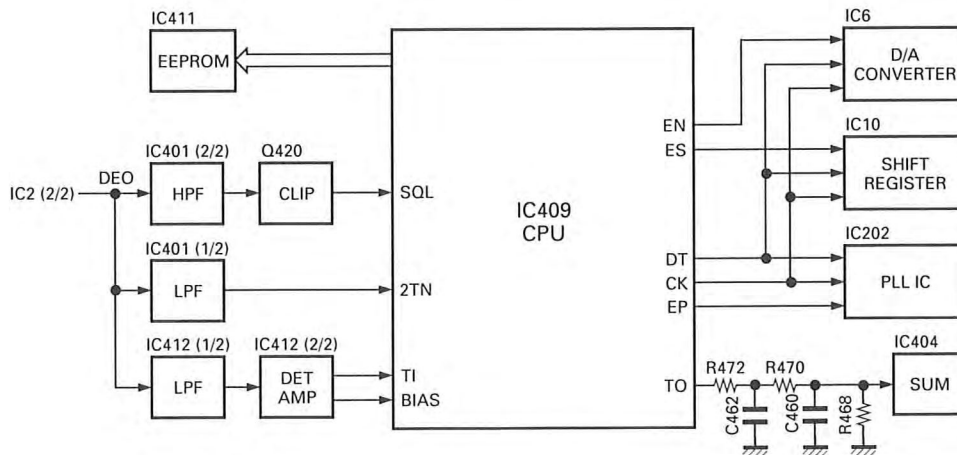 IC411
EEPROM
IC401 (2/2)
Q420
DEO
IC2 (2/2)
HPF
CLIP
SQL
IC401 (1/2)
LPF
2TN
IC412 (1/2)
IC412 (2/2)
LPF
DET
AMP
TI
BIAS
IC409
CPU
EN
ES
DT
CK
EP
TO
IC6
D/A
CONVERTER
IC10
SHIFT
REGISTER
IC202
PLL IC
IC404
SUM
R472
R470
C462
C460
R468